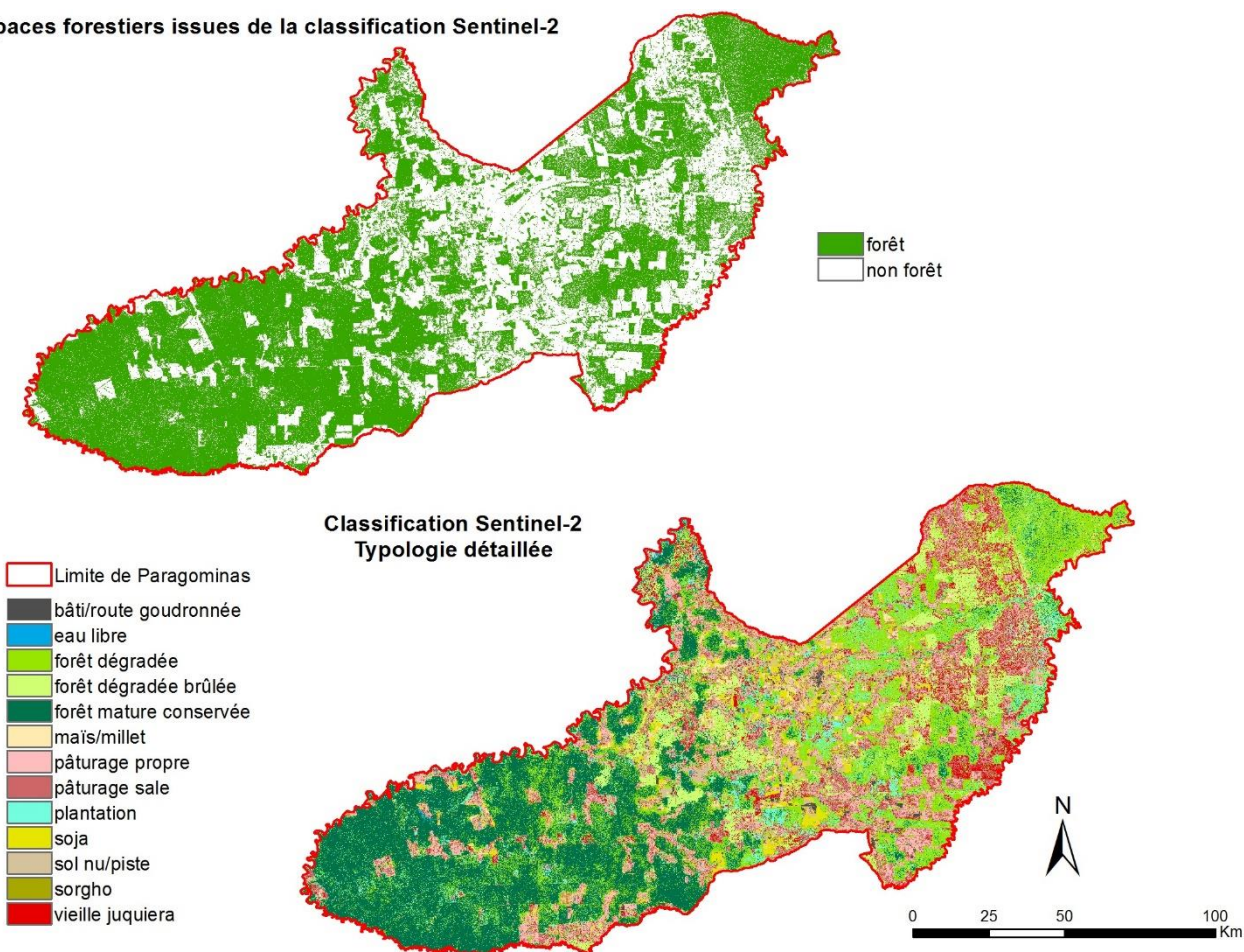 paces forestiers issues de la classification Sentinel-2
forêt
non forêt
Classification Sentinel-2
Typologie détaillée
Limite de Paragominas
bâti/route goudronnée
eau libre
forêt dégradée
forêt dégradée brûlée
forêt mature conservée
maïs/millet
pâturage propre
pâturage sale
plantation
soja
sol nu/piste
sorgho
vieille juquiera
N
0 25 50 100
Km